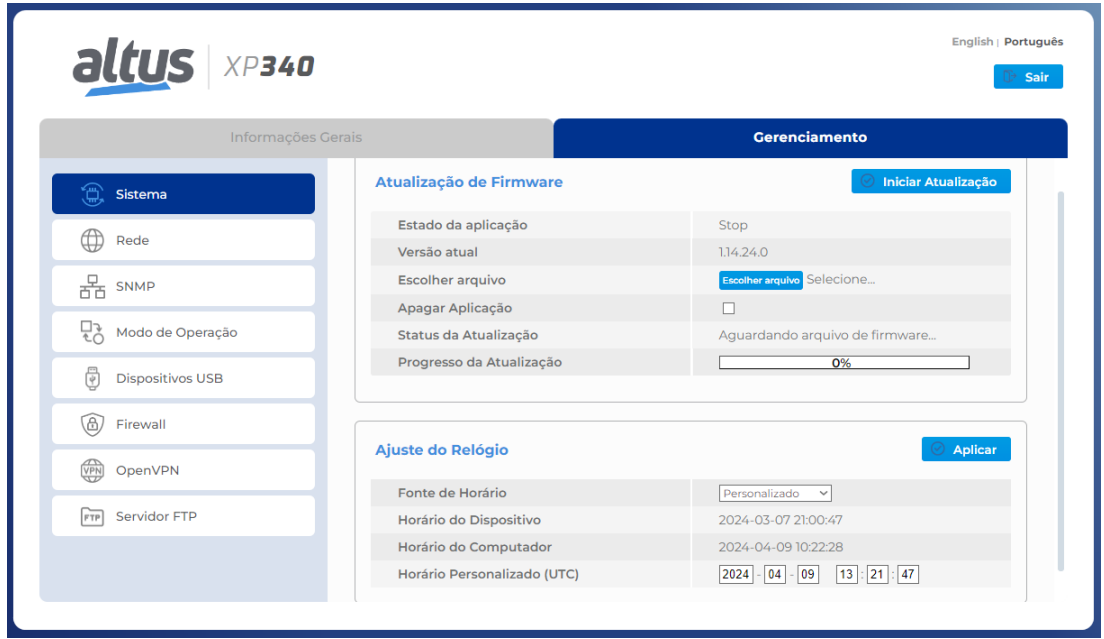 altus XP340
English | Português
Sair
Informações Gerais
Gerenciamento
Sistema
Rede
SNMP
Modo de Operação
Dispositivos USB
Firewall
VPN OpenVPN
FTP Servidor FTP
Atualização de Firmware
Iniciar Atualização
Estado da aplicação Stop
Versão atual 1.14.24.0
Escolher arquivo Escolher arquivo Selecione...
Apagar Aplicação
Status da Atualização Aguardando arquivo de firmware...
Progresso da Atualização 0%
Ajuste do Relógio
Aplicar
Fonte de Horário Personalizado
Horário do Dispositivo 2024-03-07 21:00:47
Horário do Computador 2024-04-09 10:22:28
Horário Personalizado (UTC) 2024 - 04 - 09 13 : 21 : 47